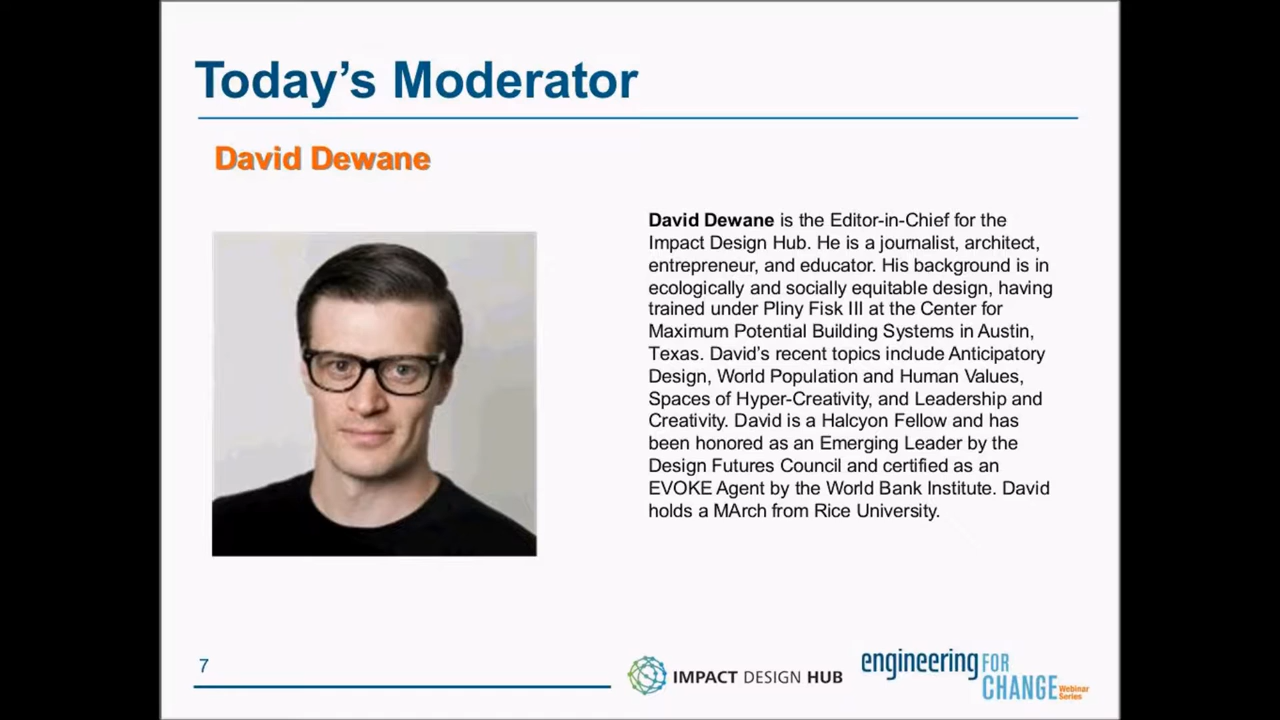 Today's Moderator
David Dewane
David Dewane is the Editor-in-Chief for the
Impact Design Hub. He is a journalist, architect,
entrepreneur, and educator. His background is in
ecologically and socially equitable design, having
trained under Pliny Fisk III at the Center for
Maximum Potential Building Systems in Austin,
Texas. David's recent topics include Anticipatory
Design, World Population and Human Values,
Spaces of Hyper-Creativity, and Leadership and
Creativity. David is a Halcyon Fellow and has
been honored as an Emerging Leader by the
Design Futures Council and certified as an
EVOKE Agent by the World Bank Institute. David
holds a MArch from Rice University.
7
IMPACT DESIGN HUB
engineering FOR
CHANGE Webinar
Series